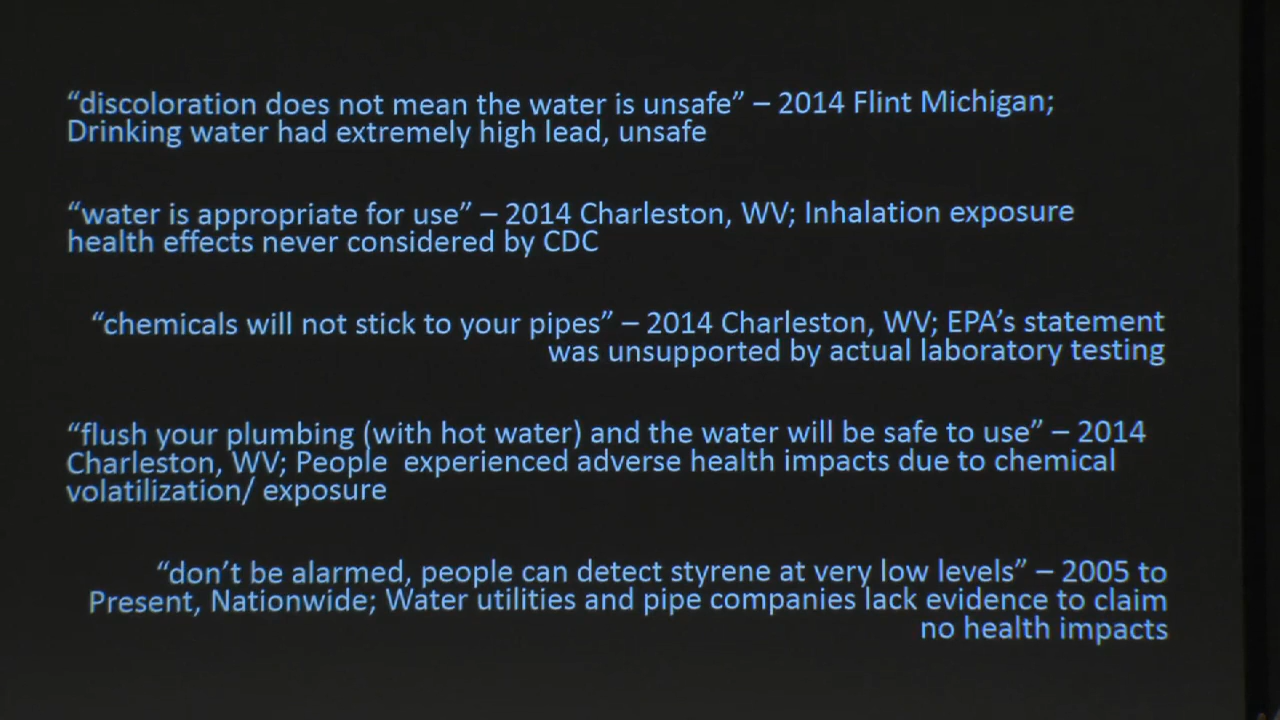 “discoloration does not mean the water is unsafe” – 2014 Flint Michigan;
Drinking water had extremely high lead, unsafe
“water is appropriate for use” – 2014 Charleston, WV; Inhalation exposure
health effects never considered by CDC
“chemicals will not stick to your pipes” – 2014 Charleston, WV; EPA’s statement
was unsupported by actual laboratory testing
“flush your plumbing (with hot water) and the water will be safe to use” – 2014
Charleston, WV; People  experienced adverse health impacts due to chemical
volatilization/ exposure
“don’t be alarmed, people can detect styrene at very low levels” – 2005 to
Present, Nationwide; Water utilities and pipe companies lack evidence to claim
no health impacts